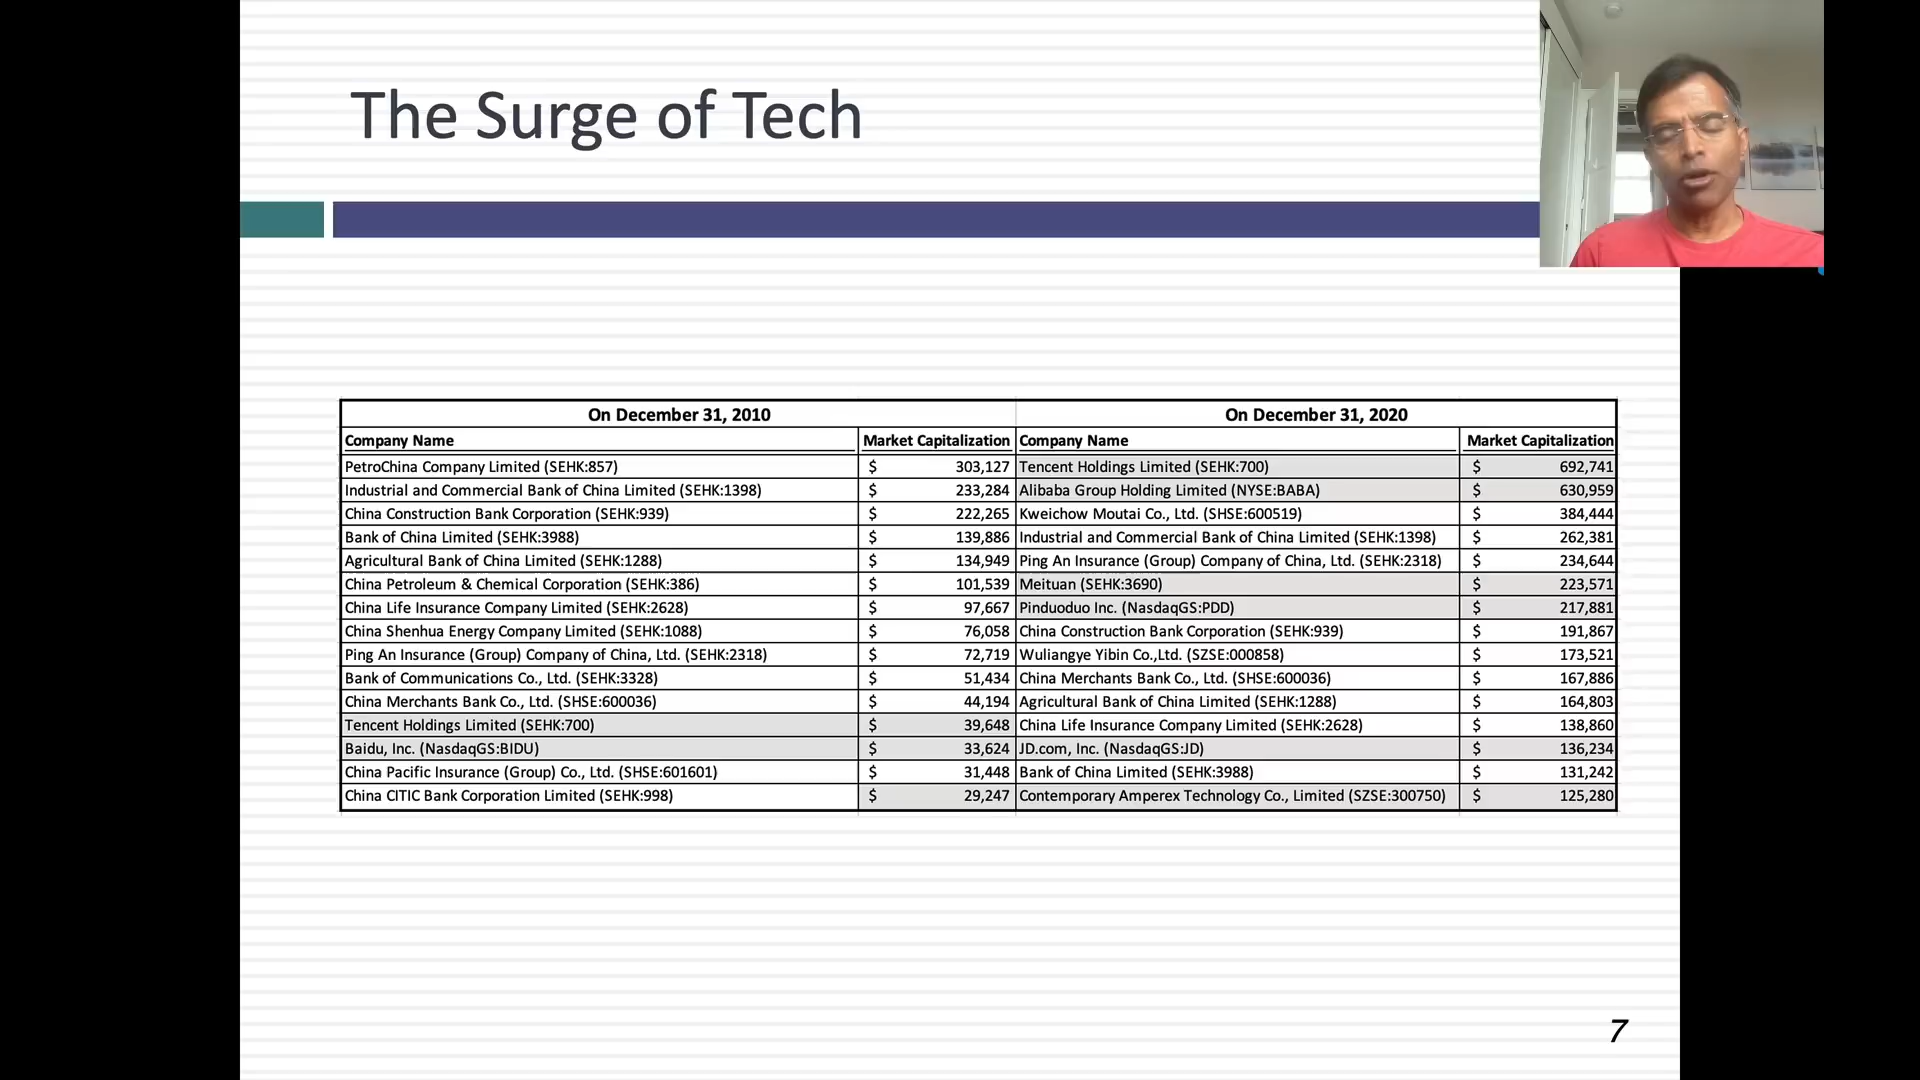 The Surge of Tech
On December 31, 2010 On December 31, 2020
Company Name Market Capitalization Company Name Market Capitalization
PetroChina Company Limited (SEHK:857) $ 303,127 Tencent Holdings Limited (SEHK:700) $ 692,741
Industrial and Commercial Bank of China Limited (SEHK:1398) $ 233,284 Alibaba Group Holding Limited (NYSE:BABA) $ 630,959
China Construction Bank Corporation (SEHK:939) $ 222,265 Kweichow Moutai Co., Ltd. (SHSE:600519) $ 384,444
Bank of China Limited (SEHK:3988) $ 139,886 Industrial and Commercial Bank of China Limited (SEHK:1398) $ 262,381
Agricultural Bank of China Limited (SEHK:1288) $ 134,949 Ping An Insurance (Group) Company of China, Ltd. (SEHK:2318) $ 234,644
China Petroleum & Chemical Corporation (SEHK:386) $ 101,539 Meituan (SEHK:3690) $ 223,571
China Life Insurance Company Limited (SEHK:2628) $ 97,667 Pinduoduo Inc. (NasdaqGS:PDD) $ 217,881
China Shenhua Energy Company Limited (SEHK:1088) $ 76,058 China Construction Bank Corporation (SEHK:939) $ 191,867
Ping An Insurance (Group) Company of China, Ltd. (SEHK:2318) $ 72,719 Wuliangye Yibin Co.,Ltd. (SZSE:000858) $ 173,521
Bank of Communications Co., Ltd. (SEHK:3328) $ 51,434 China Merchants Bank Co., Ltd. (SHSE:600036) $ 167,886
China Merchants Bank Co., Ltd. (SHSE:600036) $ 44,194 Agricultural Bank of China Limited (SEHK:1288) $ 164,803
Tencent Holdings Limited (SEHK:700) $ 39,648 China Life Insurance Company Limited (SEHK:2628) $ 138,860
Baidu, Inc. (NasdaqGS:BIDU) $ 33,624 JD.com, Inc. (NasdaqGS:JD) $ 136,234
China Pacific Insurance (Group) Co., Ltd. (SHSE:601601) $ 31,448 Bank of China Limited (SEHK:3988) $ 131,242
China CITIC Bank Corporation Limited (SEHK:998) $ 29,247 Contemporary Amperex Technology Co., Limited (SZSE:300750) $ 125,280
7